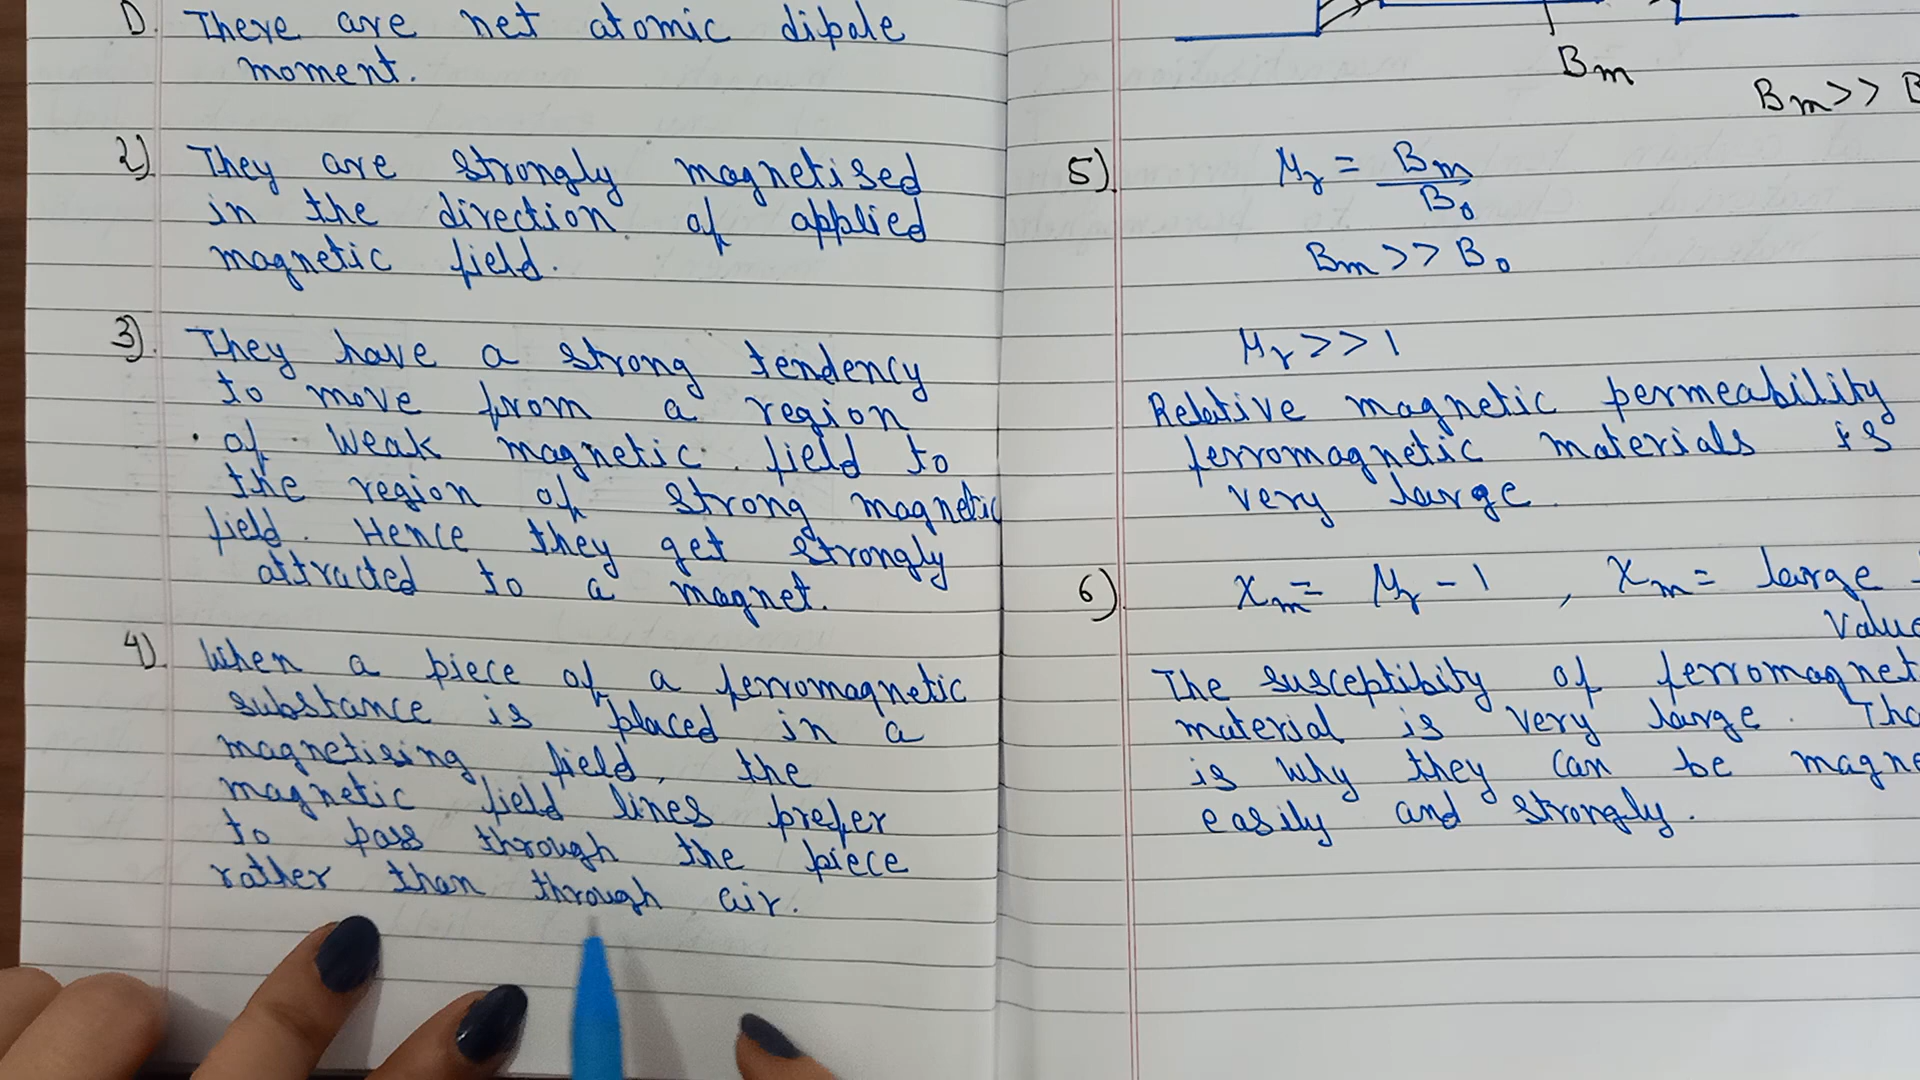 D. There are net atomic dipole
moment.
2) They are strongly magnetised
in the direction of applied
magnetic field.
3) They have a strong tendency
to move from a region
of weak magnetic field to
the region of strong magnetic
field. Hence they get strongly
attracted to a magnet.
4) When a piece of a ferromagnetic
substance is placed in a
magnetising field, the
magnetic field lines prefer
to pass through the piece
rather than through air.
Bm
Bm >> B
5) μr = Bm/B0
Bm >> B0
μr >> 1
Relative magnetic permeability
ferromagnetic materials is
very large.
6) χm = μr - 1 , χm = large
Value
The susceptibity of ferromagnet
material is very large. Tha
is why they can be magne
easily and strongly.